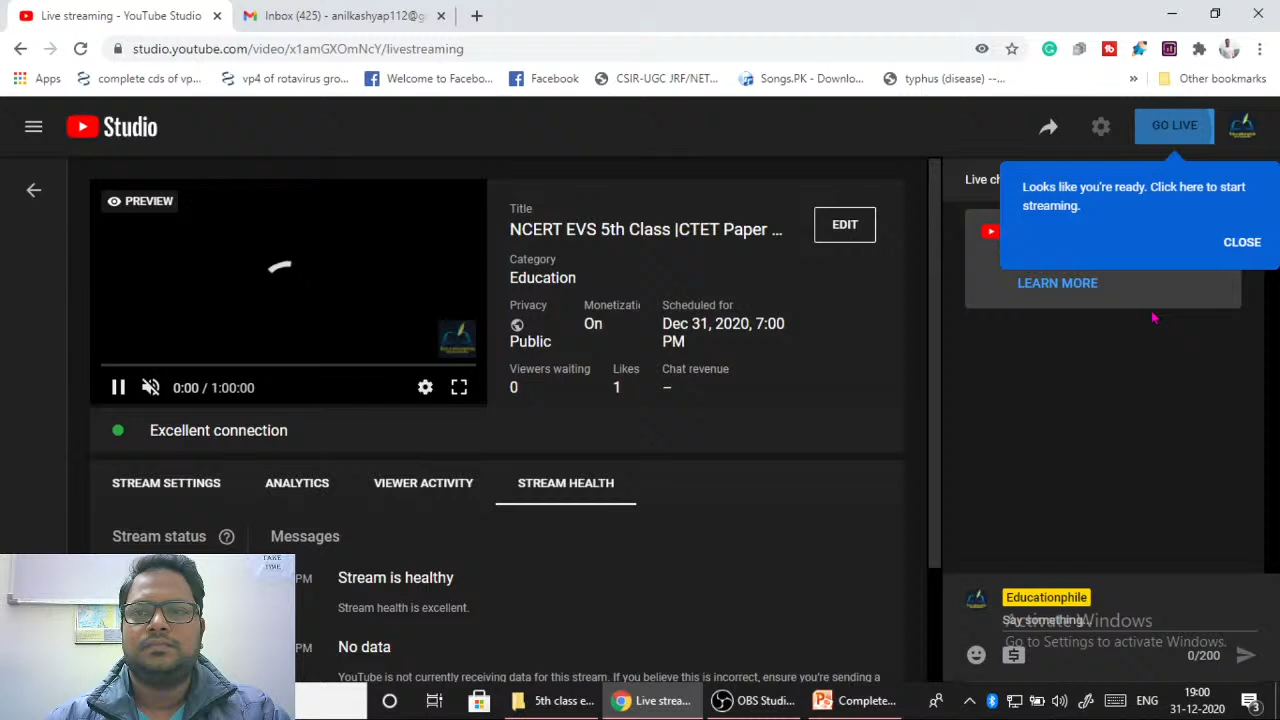 Live streaming - YouTube Studio
Inbox (425) - anilkashyap112@g
studio.youtube.com/video/x1amGXOmNcY/livestreaming
Apps complete cds of vp... vp4 of rotavirus gro... Welcome to Facebo... Facebook CSIR-UGC JRF/NET... Songs.PK - Downlo... typhus (disease) --... » Other bookmarks
Studio
GO LIVE
PREVIEW
Title
NCERT EVS 5th Class |CTET Paper ...
EDIT
Category
Education
Privacy Monetizati Scheduled for
Public On Dec 31, 2020, 7:00
PM
Viewers waiting Likes Chat revenue
0 1 –
0:00 / 1:00:00
Excellent connection
STREAM SETTINGS ANALYTICS VIEWER ACTIVITY STREAM HEALTH
Stream status Messages
PM Stream is healthy
Stream health is excellent.
PM No data
YouTube is not currently receiving data for this stream. If you believe this is incorrect, ensure you're sending a
TAKE
TIME
Live ch
Looks like you're ready. Click here to start
streaming.
CLOSE
LEARN MORE
Educationphile
Say something...
Activate Windows
Go to Settings to activate Windows.
0/200
5th class e... Live strea... OBS Studi... Complete... ENG 19:00
31-12-2020
3